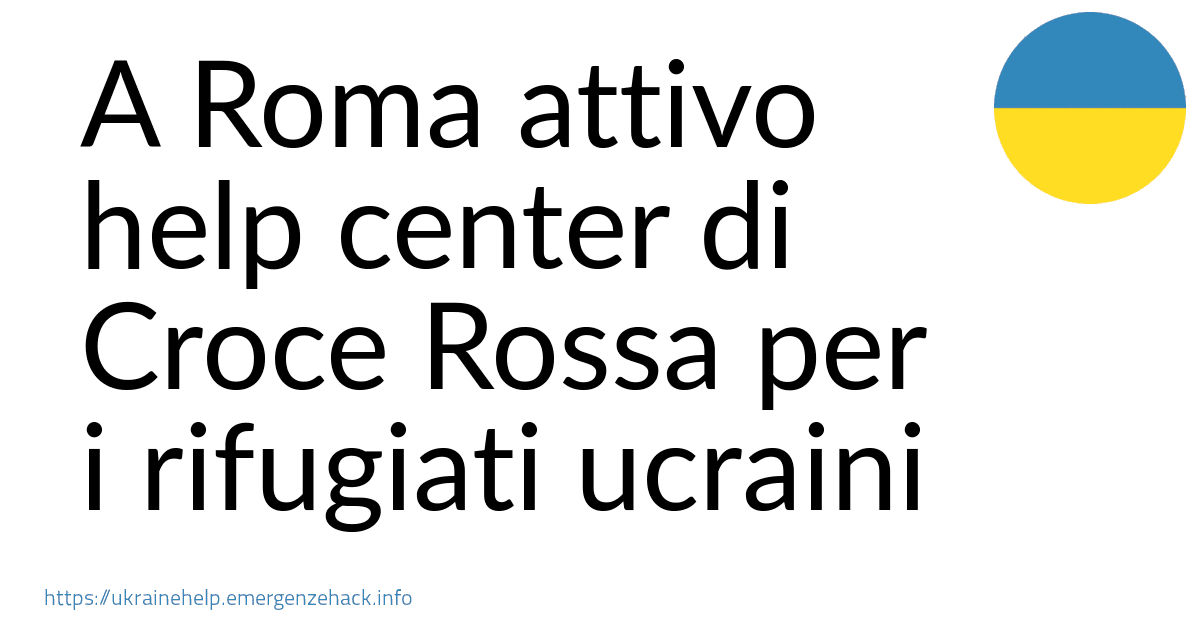 A Roma attivo
help center di
Croce Rossa per
i rifugiati ucraini
https://ukrainehelp.emergenzehack.info